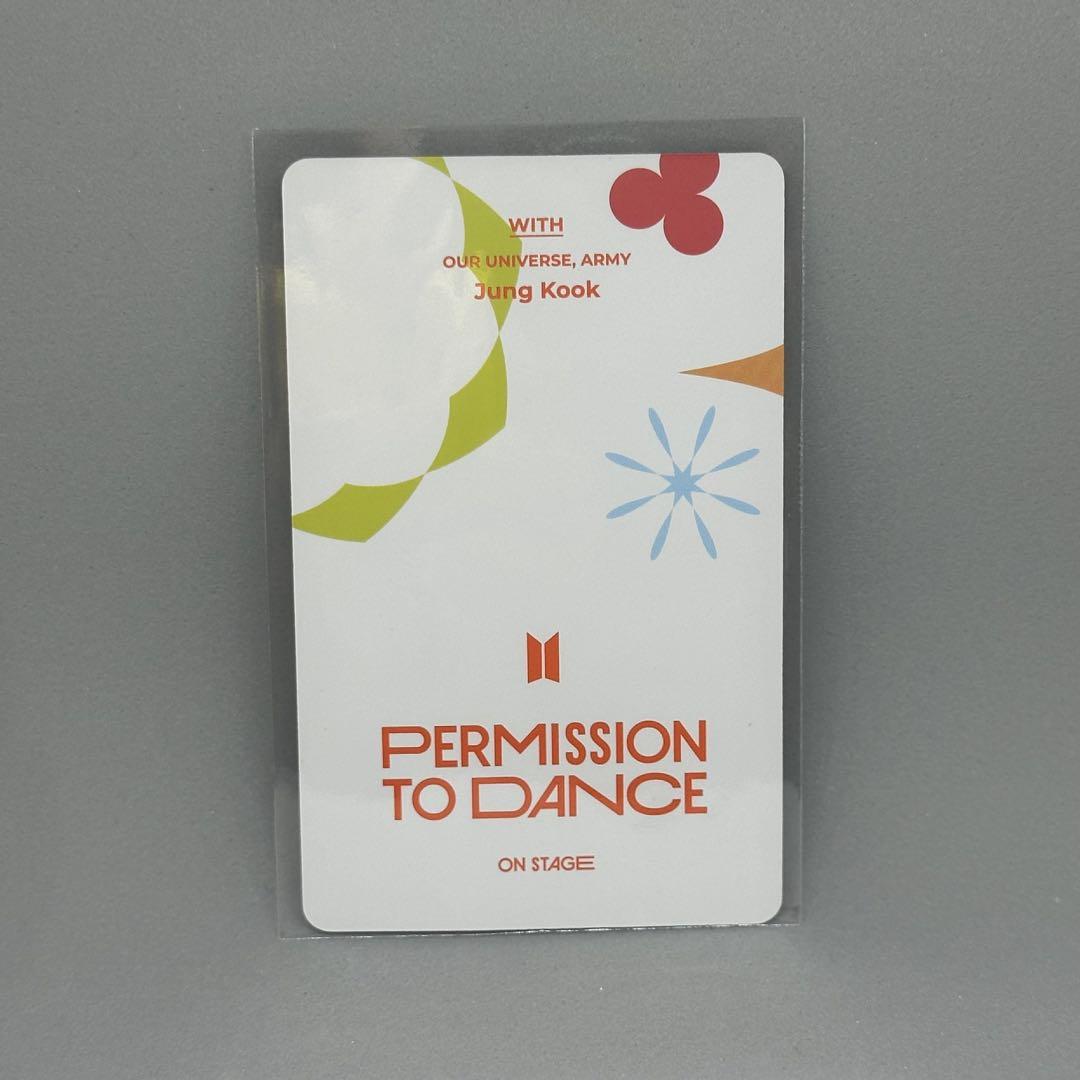 WITH
OUR UNIVERSE, ARMY
Jung Kook
PERMISSION
TO DANCE
ON STAGE